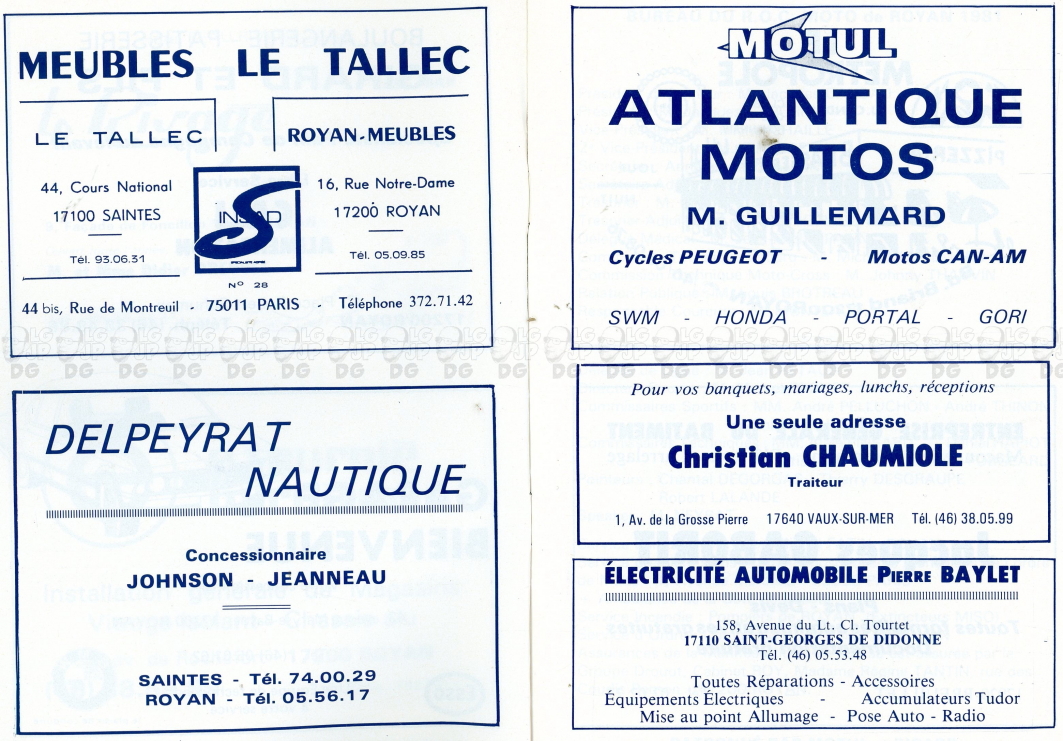 MEUBLES LE TALLEC
LE TALLEC
44, Cours National
17100 SAINTES
Tél. 93.06.31
INSAD
N° 28
ROYAN-MEUBLES
16, Rue Notre-Dame
17200 ROYAN
Tél. 05.09.85
44 bis, Rue de Montreuil - 75011 PARIS - Téléphone 372.71.42
DELPEYRAT
NAUTIQUE
Concessionnaire
JOHNSON - JEANNEAU
SAINTES - Tél. 74.00.29
ROYAN - Tél. 05.56.17
MOTUL
ATLANTIQUE
MOTOS
M. GUILLEMARD
Cycles PEUGEOT - Motos CAN-AM
SWM - HONDA - PORTAL - GORI
Pour vos banquets, mariages, lunchs, réceptions
Une seule adresse
Christian CHAUMIOLE
Traiteur
1, Av. de la Grosse Pierre 17640 VAUX-SUR-MER Tél. (46) 38.05.99
ÉLECTRICITÉ AUTOMOBILE PIERRE BAYLET
158, Avenue du Lt. Cl. Tourtet
17110 SAINT-GEORGES DE DIDONNE
Tél. (46) 05.53.48
Toutes Réparations - Accessoires
Équipements Électriques - Accumulateurs Tudor
Mise au point Allumage - Pose Auto - Radio